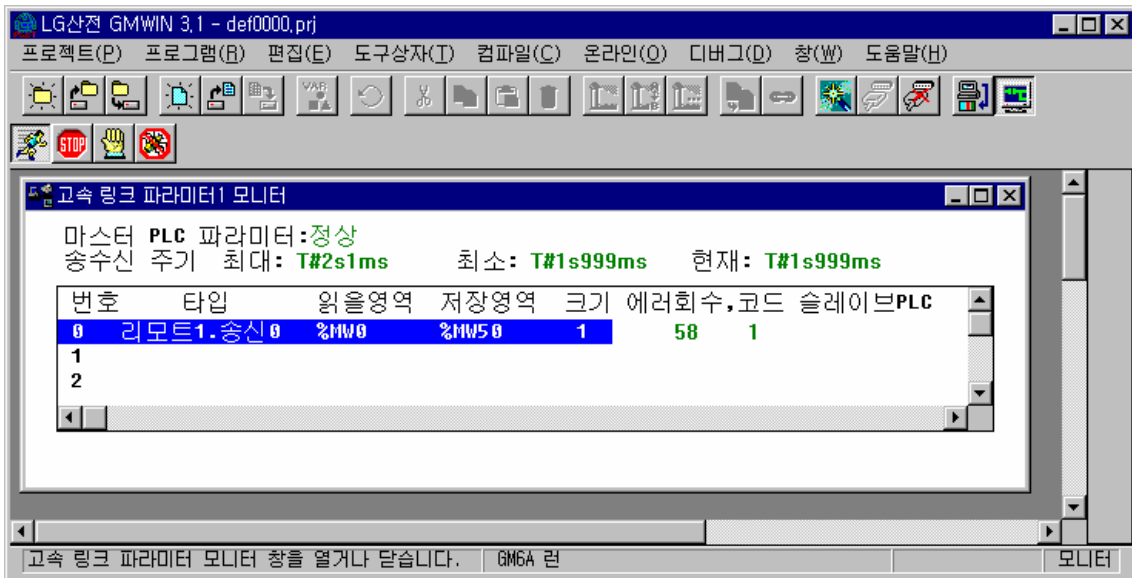 LG산전 GMWIN 3.1 - def0000.prj
프로젝트(P) 프로그램(R) 편집(E) 도구상자(T) 컴파일(C) 온라인(O) 디버그(D) 창(W) 도움말(H)
VAR
STOP
고속 링크 파라미터1 모니터
마스터 PLC 파라미터:정상
송수신 주기 최대: T#2s1ms 최소: T#1s999ms 현재: T#1s999ms
번호 타입 읽을영역 저장영역 크기 에러회수,코드 슬레이브PLC
0 리모트1.송신0 %MW0 %MW50 1 58 1
1
2
고속 링크 파라미터 모니터 창을 열거나 닫습니다. GM6A 런 모니터